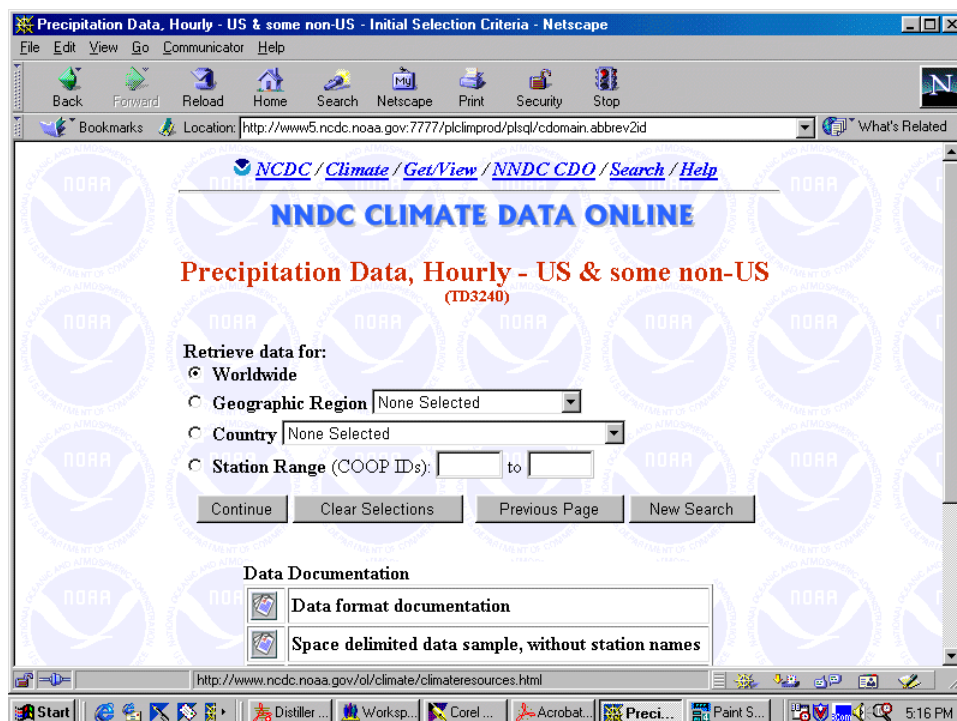 Precipitation Data, Hourly - US & some non-US - Initial Selection Criteria - Netscape
File Edit View Go Communicator Help
Back Forward Reload Home Search Netscape Print Security Stop
My
N
Bookmarks Location: http://www5.ncdc.noaa.gov:7777/plclimprod/plsql/cdomain.abbrev2id What's Related
NCDC / Climate / Get/View / NNDC CDO / Search / Help
NNDC CLIMATE DATA ONLINE
Precipitation Data, Hourly - US & some non-US
(TD3240)
Retrieve data for:
Worldwide
Geographic Region None Selected
Country None Selected
Station Range (COOP IDs): to
Continue Clear Selections Previous Page New Search
Data Documentation
Data format documentation
Space delimited data sample, without station names
http://www.ncdc.noaa.gov/ol/climate/climateresources.html
Start Distiller ... Worksp... Corel ... Acrobat... Preci... Paint S... 5:16 PM